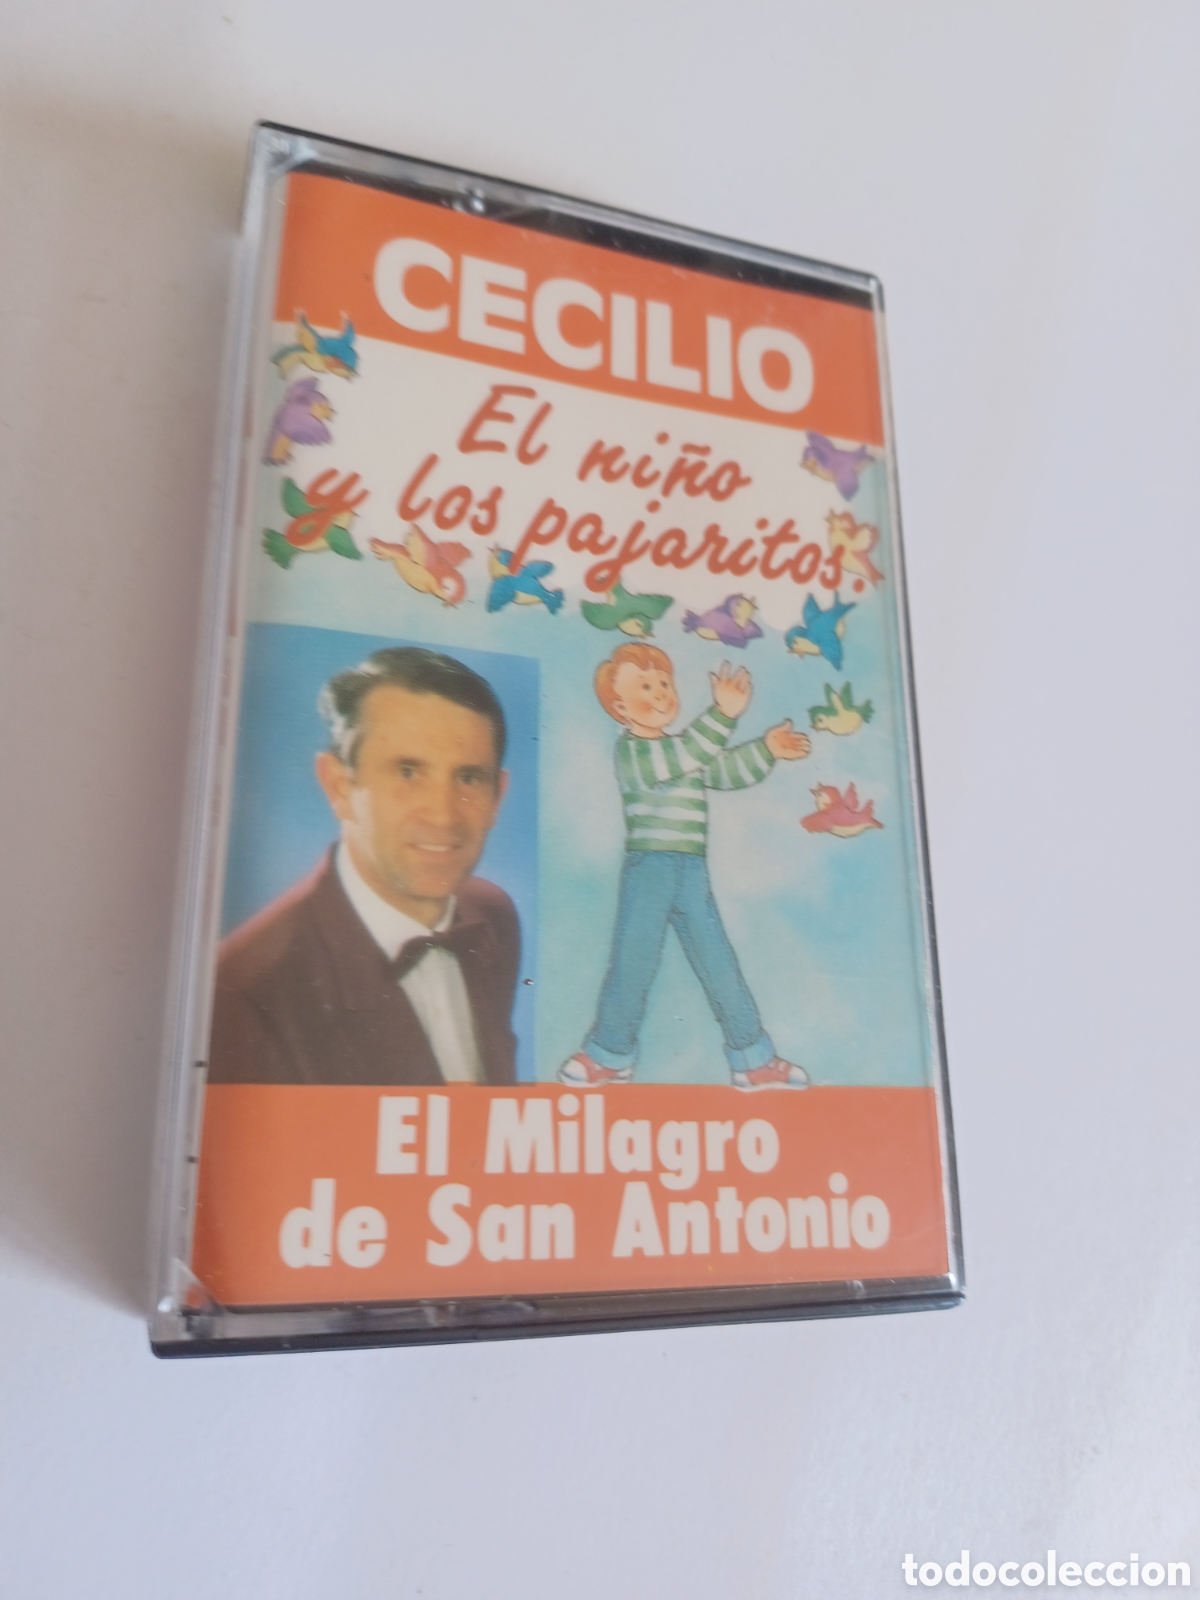 CECILIO
El niño
y los pajaritos.
El Milagro
de San Antonio
todocoleccion